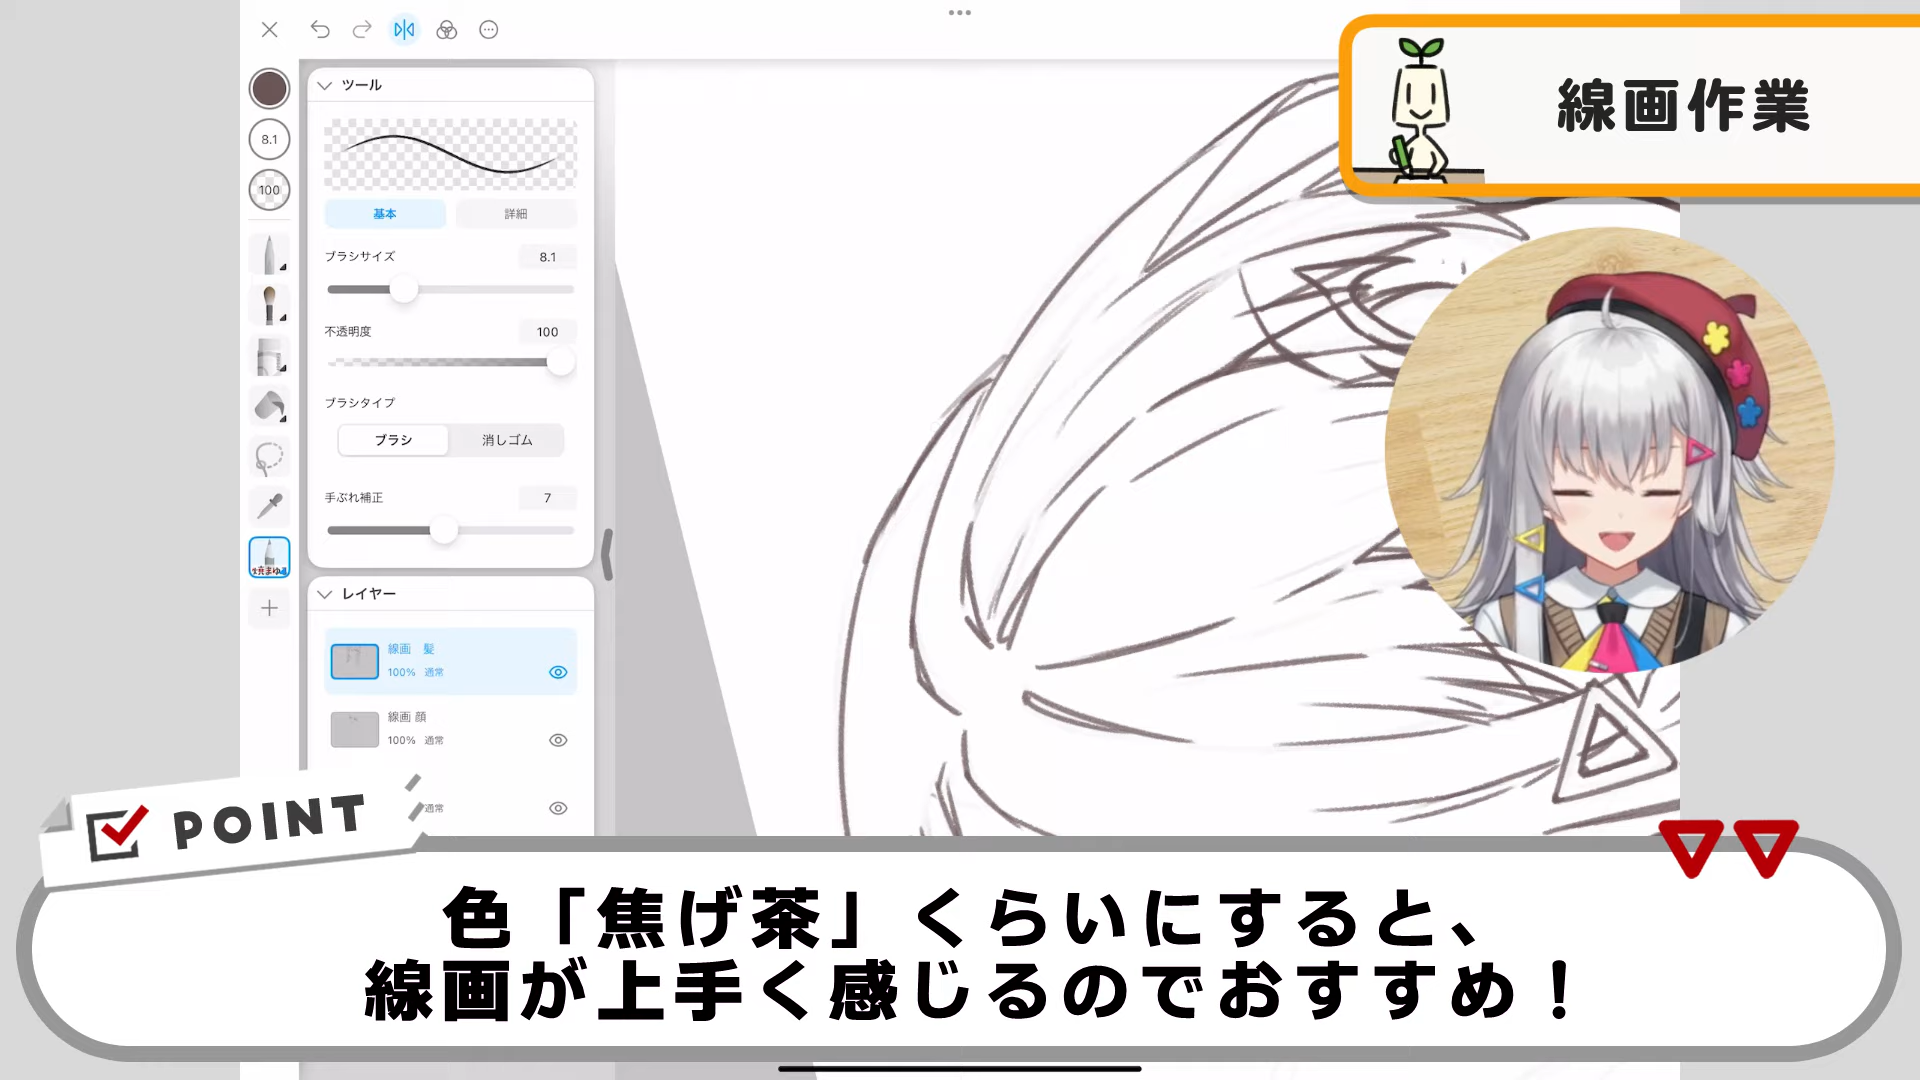 線画作業
8.1
100
ツール
基本
詳細
ブラシサイズ
8.1
不透明度
100
ブラシタイプ
ブラシ
消しゴム
手ぶれ補正
7
レイヤー
線画 髪
100% 通常
線画 顔
100% 通常
通常
POINT
色「焦げ茶」くらいにすると、
線画が上手く感じるのでおすすめ！